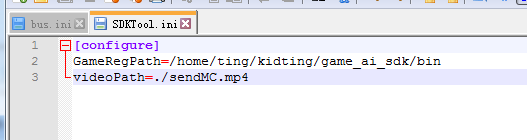 bus.ini SDKTool.ini
1 [configure]
2 GameRegPath=/home/ting/kidting/game_ai_sdk/bin
3 videoPath=./sendMC.mp4